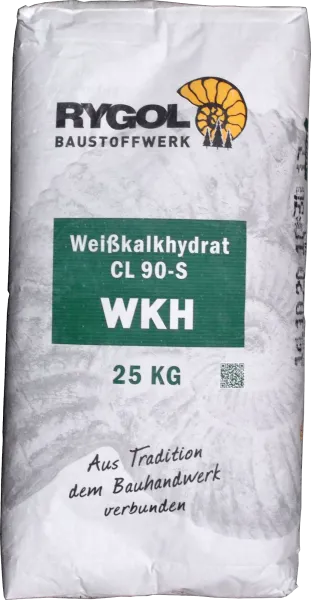 RYGOL
BAUSTOFFWERK
Weißkalkhydrat
CL 90-S
WKH
25 KG
Aus Tradition
dem Bauhandwerk
verbunden